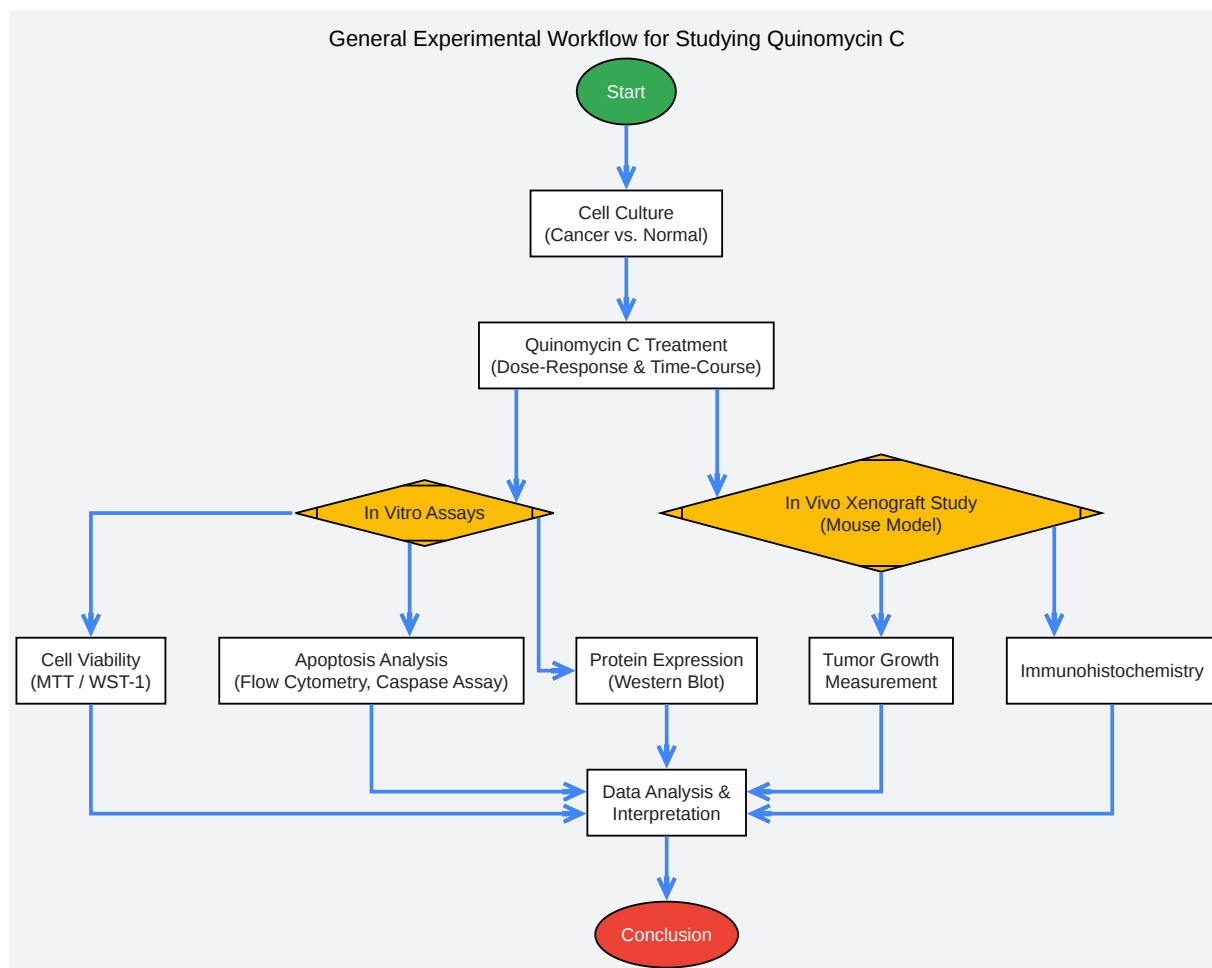 General Experimental Workflow for Studying Quinomycin C
Start
Cell Culture
(Cancer vs. Normal)
Quinomycin C Treatment
(Dose-Response & Time-Course)
In Vitro Assays
In Vivo Xenograft Study
(Mouse Model)
Cell Viability
(MTT / WST-1)
Apoptosis Analysis
(Flow Cytometry, Caspase Assay)
Protein Expression
(Western Blot)
Tumor Growth
Measurement
Immunohistochemistry
Data Analysis &
Interpretation
Conclusion